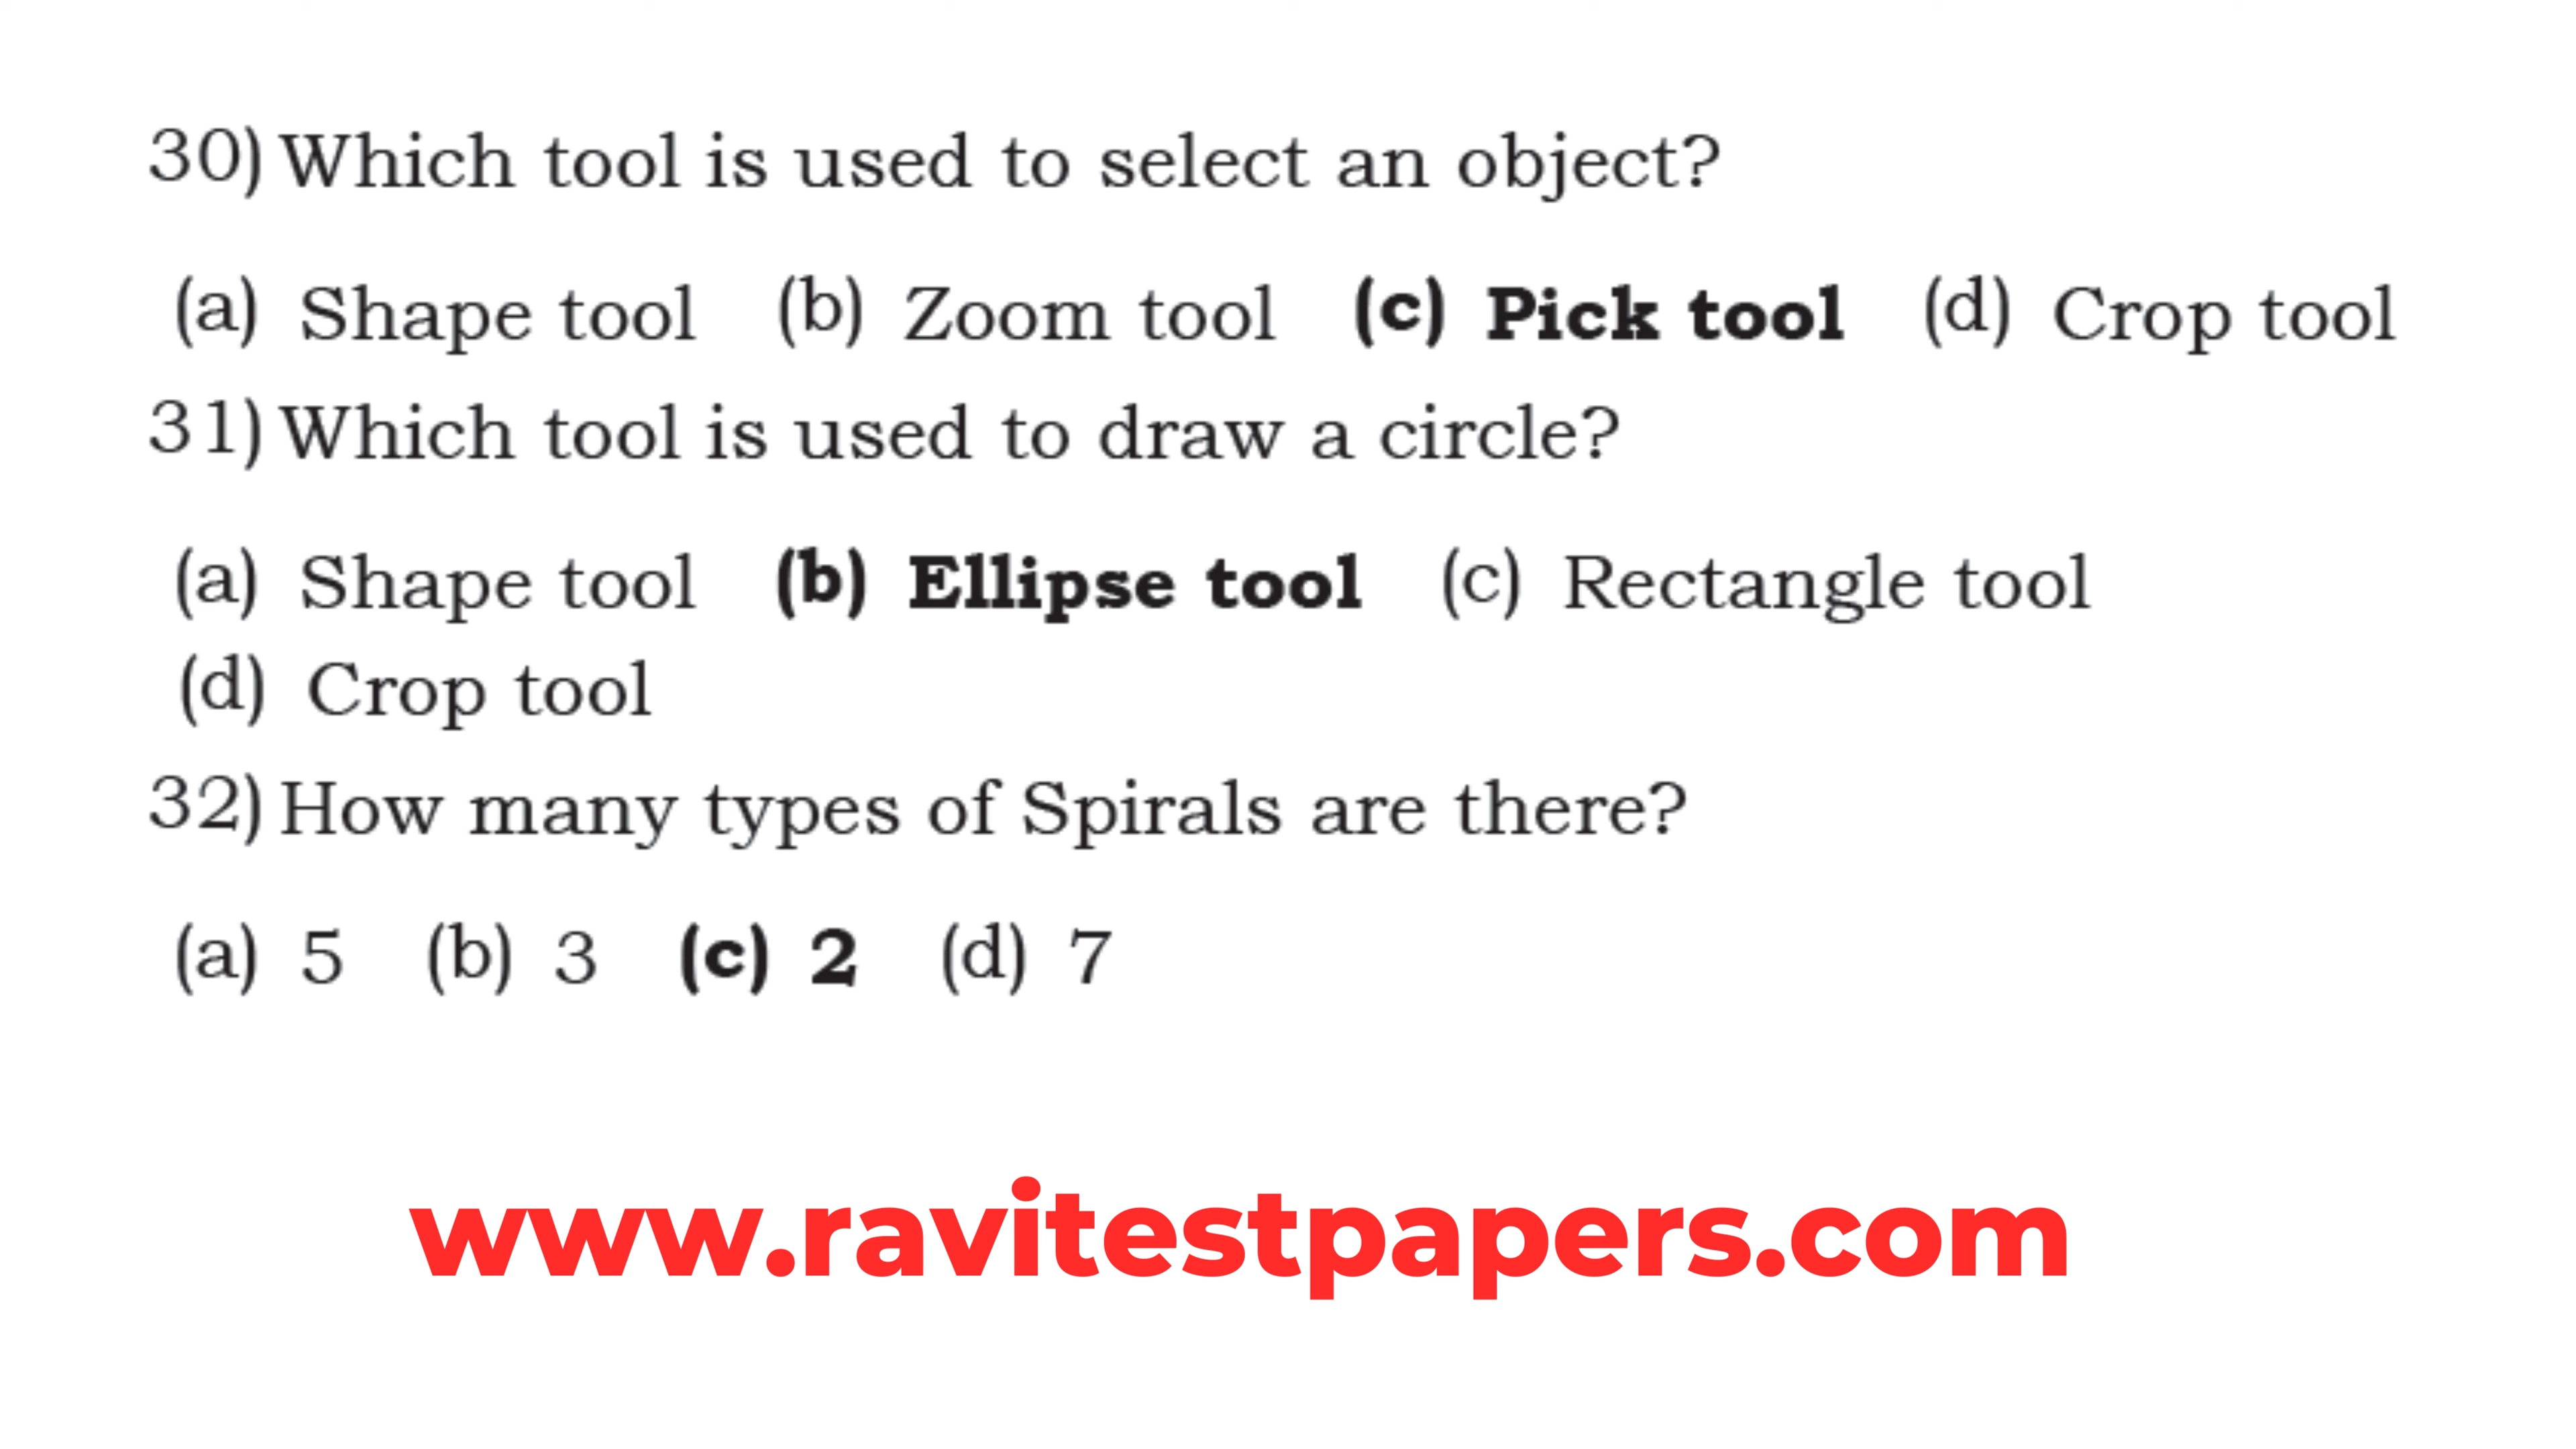 30) Which tool is used to select an object?
(a) Shape tool (b) Zoom tool (c) Pick tool (d) Crop tool
31) Which tool is used to draw a circle?
(a) Shape tool (b) Ellipse tool (c) Rectangle tool
(d) Crop tool
32) How many types of Spirals are there?
(a) 5 (b) 3 (c) 2 (d) 7
www.ravitestpapers.com